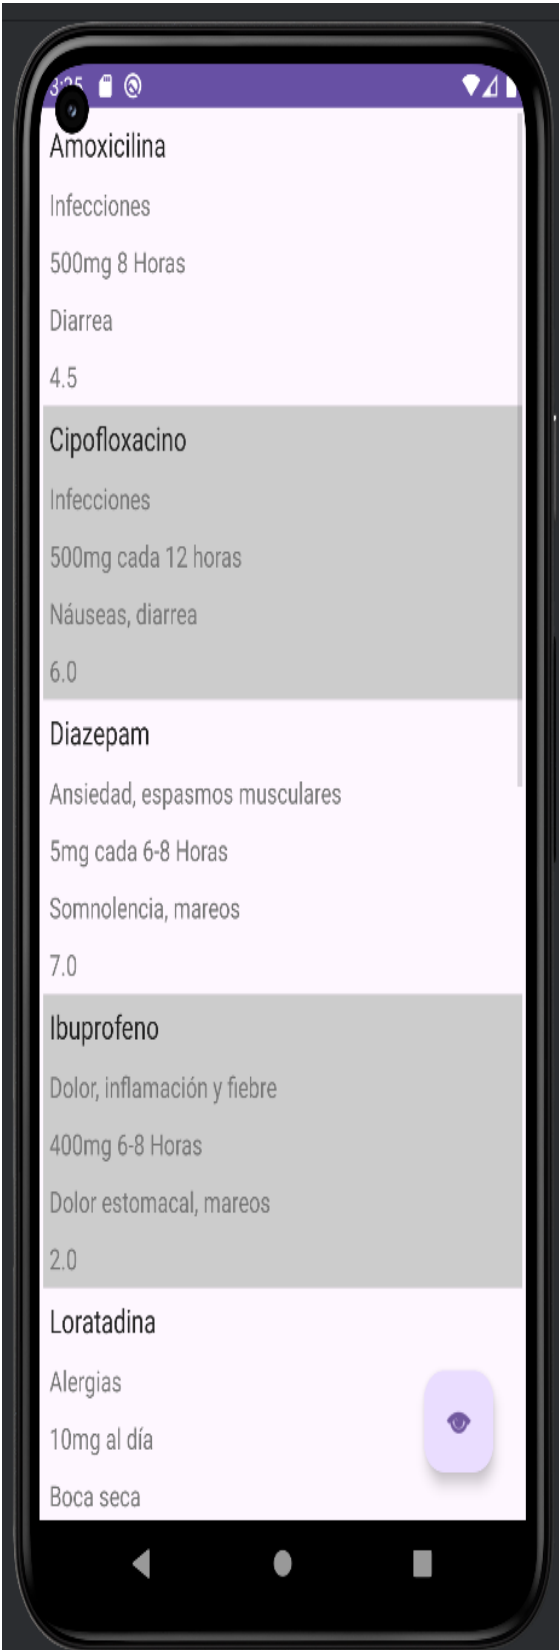 3:25
Amoxicilina
Infecciones
500mg 8 Horas
Diarrea
4.5
Cipofloxacino
Infecciones
500mg cada 12 horas
Náuseas, diarrea
6.0
Diazepam
Ansiedad, espasmos musculares
5mg cada 6-8 Horas
Somnolencia, mareos
7.0
Ibuprofeno
Dolor, inflamación y fiebre
400mg 6-8 Horas
Dolor estomacal, mareos
2.0
Loratadina
Alergias
10mg al día
Boca seca